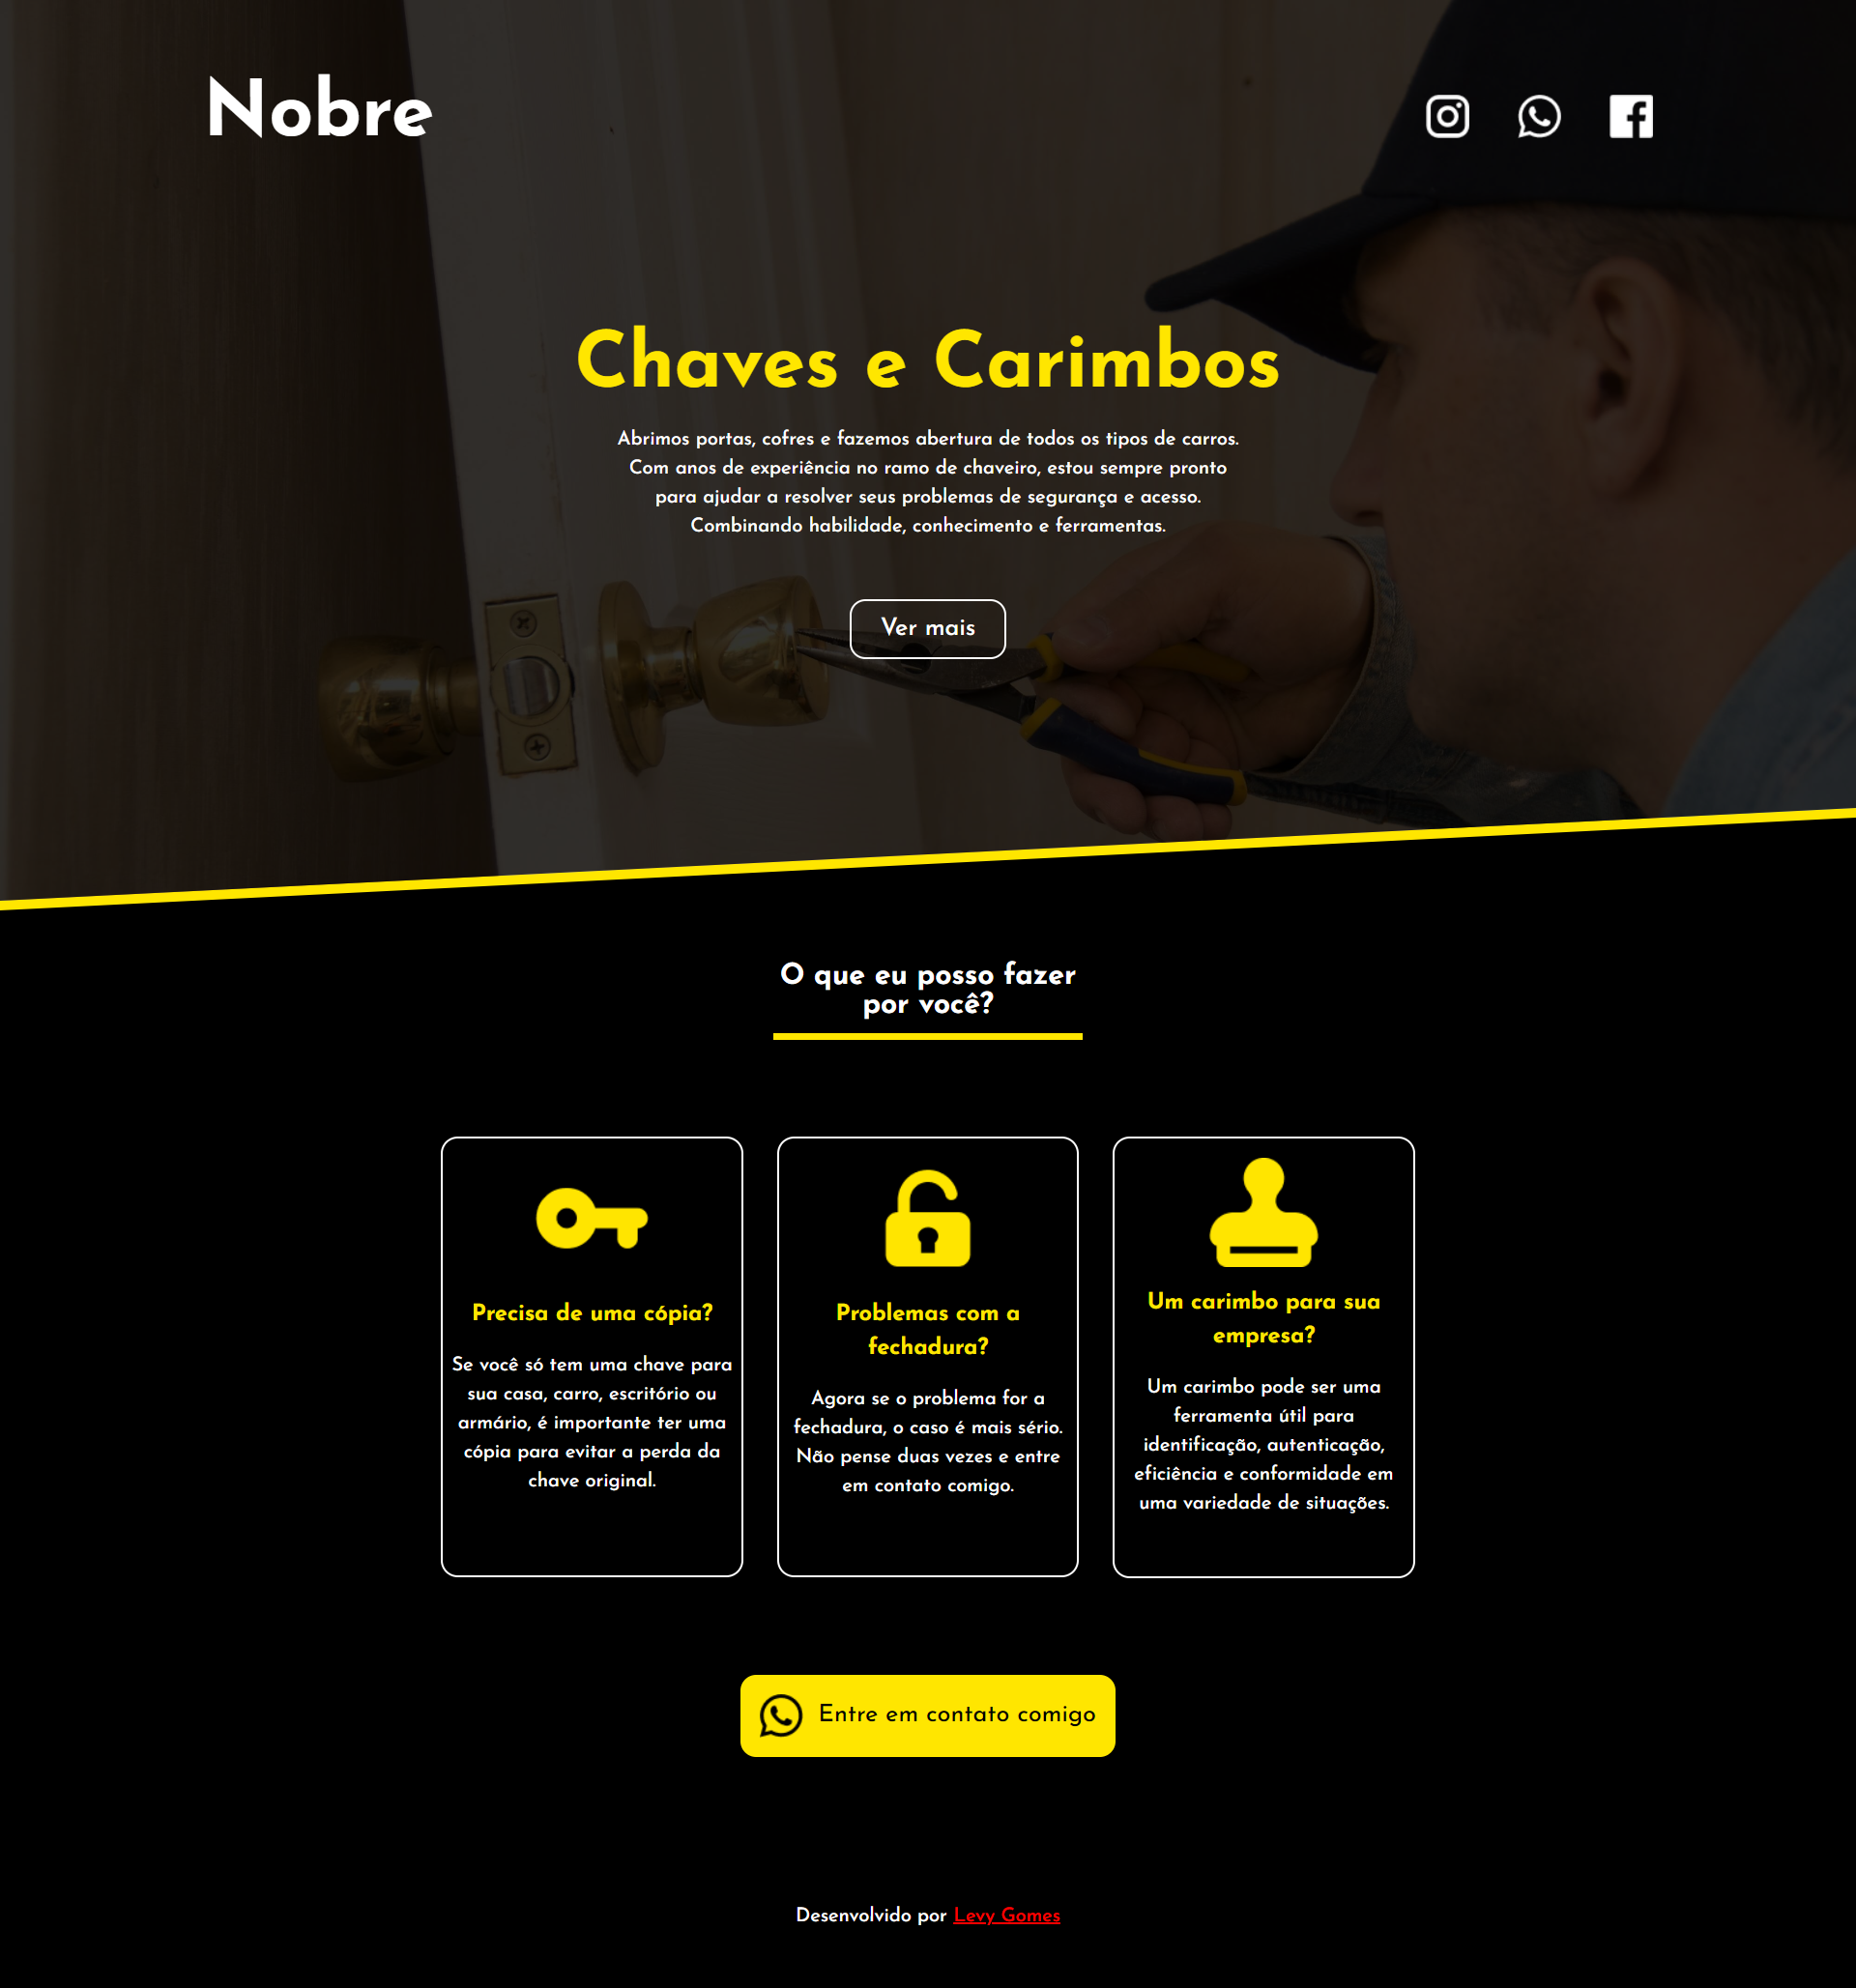 Nobre
Chaves e Carimbos
Abrimos portas, cofres e fazemos abertura de todos os tipos de carros.
Com anos de experiência no ramo de chaveiro, estou sempre pronto
para ajudar a resolver seus problemas de segurança e acesso.
Combinando habilidade, conhecimento e ferramentas.
Ver mais
O que eu posso fazer
por você?
Precisa de uma cópia?
Se você só tem uma chave para
sua casa, carro, escritório ou
armário, é importante ter uma
cópia para evitar a perda da
chave original.
Problemas com a
fechadura?
Agora se o problema for a
fechadura, o caso é mais sério.
Não pense duas vezes e entre
em contato comigo.
Um carimbo para sua
empresa?
Um carimbo pode ser uma
ferramenta útil para
identificação, autenticação,
eficiência e conformidade em
uma variedade de situações.
Entre em contato comigo
Desenvolvido por Levy Gomes